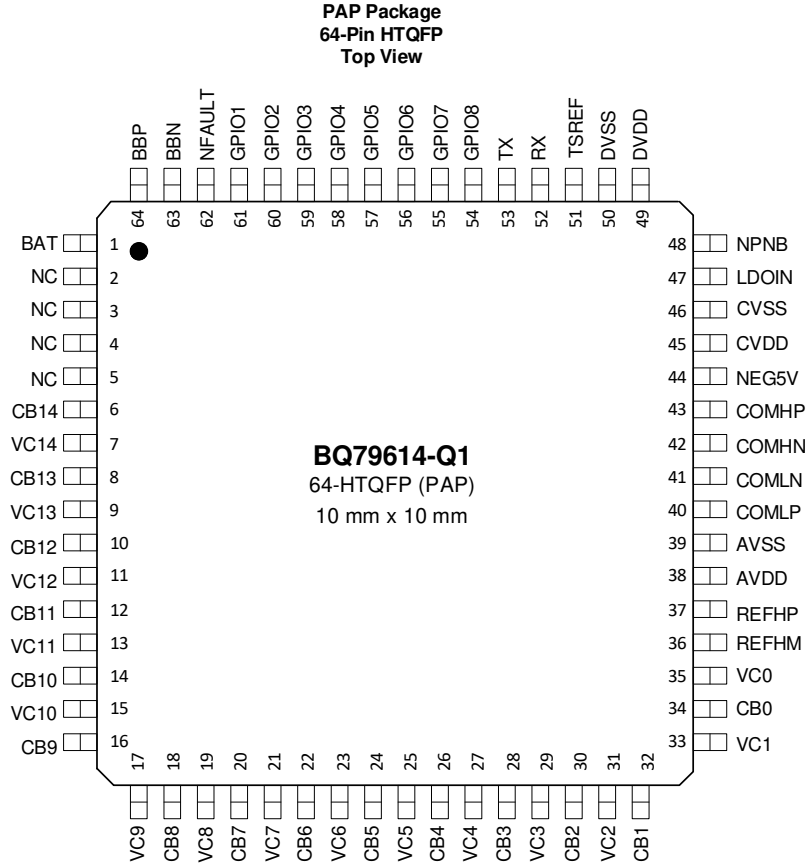 PAP Package
64-Pin HTQFP
Top View
BBP
BBN
NFAULT
GPIO1
GPIO2
GPIO3
GPIO4
GPIO5
GPIO6
GPIO7
GPIO8
TX
RX
TSREF
DVSS
DVDD
64
63
62
61
60
59
58
57
56
55
54
53
52
51
50
49
BAT 1
NC 2
NC 3
NC 4
NC 5
CB14 6
VC14 7
CB13 8
VC13 9
CB12 10
VC12 11
CB11 12
VC11 13
CB10 14
VC10 15
CB9 16
BQ79614-Q1
64-HTQFP (PAP)
10 mm x 10 mm
48 NPNB
47 LDOIN
46 CVSS
45 CVDD
44 NEG5V
43 COMHP
42 COMHN
41 COMLN
40 COMLP
39 AVSS
38 AVDD
37 REFHP
36 REFHM
35 VC0
34 CB0
33 VC1
17
18
19
20
21
22
23
24
25
26
27
28
29
30
31
32
VC9
CB8
VC8
CB7
VC7
CB6
VC6
CB5
VC5
CB4
VC4
CB3
VC3
CB2
VC2
CB1